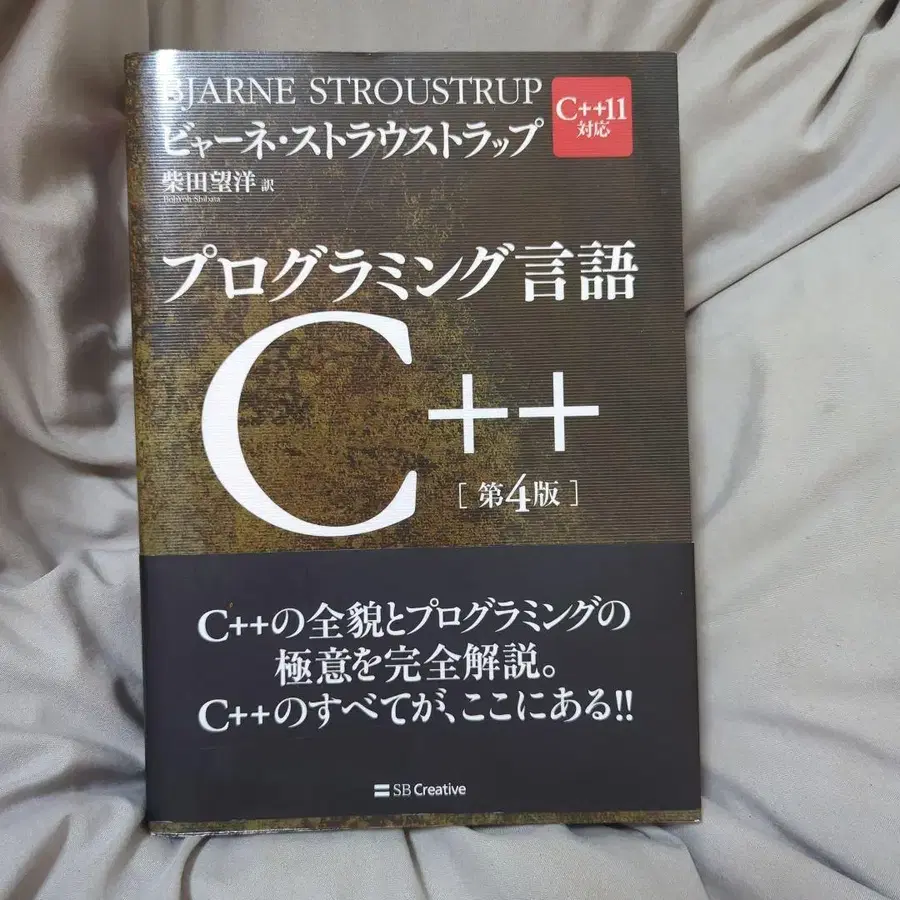 BJARNE STROUSTRUP
ビャーネ・ストラウストラップ
C++11
対応
柴田望洋 訳
BohYoh Shibata
プログラミング言語
C++
[第4版]
C++の全貌とプログラミングの
極意を完全解説。
C++のすべてが、ここにある!!
SB Creative